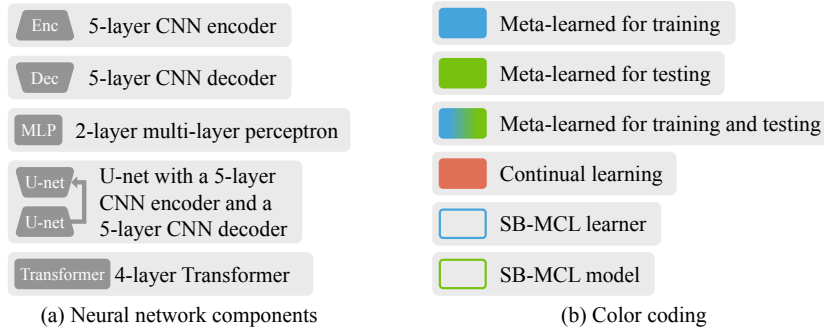 Enc 5-layer CNN encoder
Dec 5-layer CNN decoder
MLP 2-layer multi-layer perceptron
U-net U-net with a 5-layer
CNN encoder and a
U-net 5-layer CNN decoder
Transformer 4-layer Transformer
(a) Neural network components
Meta-learned for training
Meta-learned for testing
Meta-learned for training and testing
Continual learning
SB-MCL learner
SB-MCL model
(b) Color coding